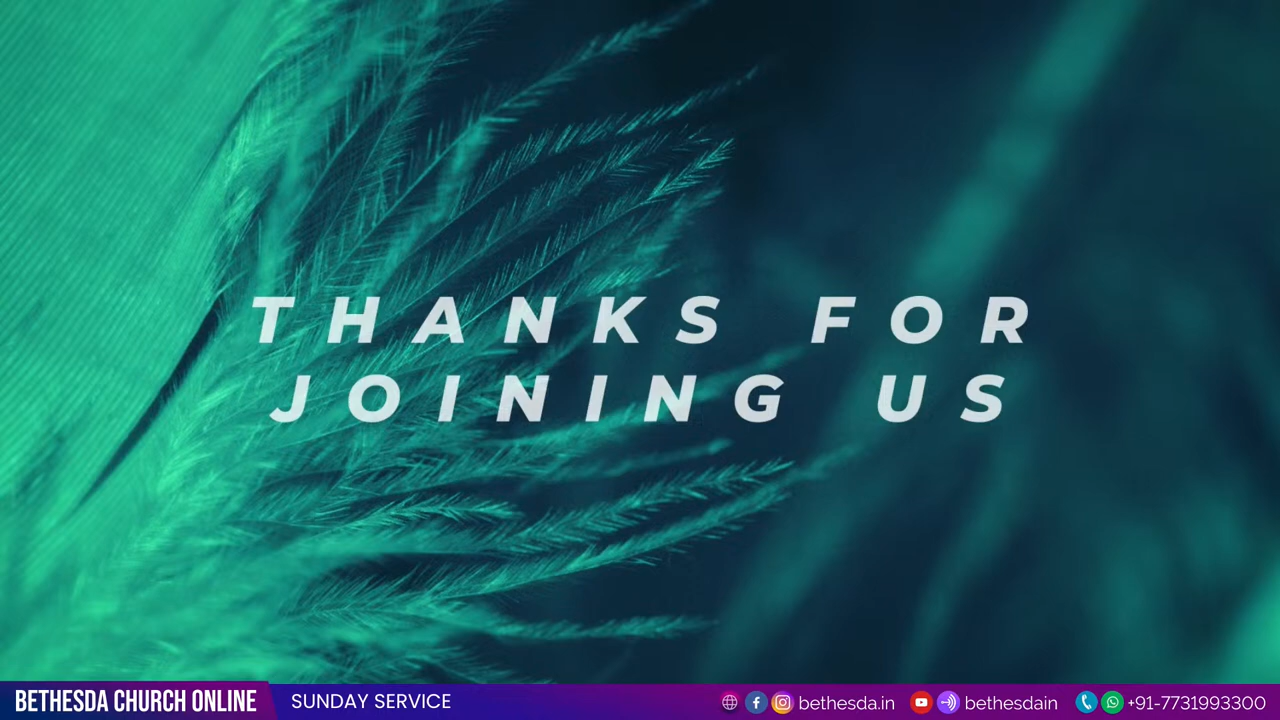 THANKS FOR
JOINING US
BETHESDA CHURCH ONLINE SUNDAY SERVICE bethesda.in bethesdain +91-7731993300